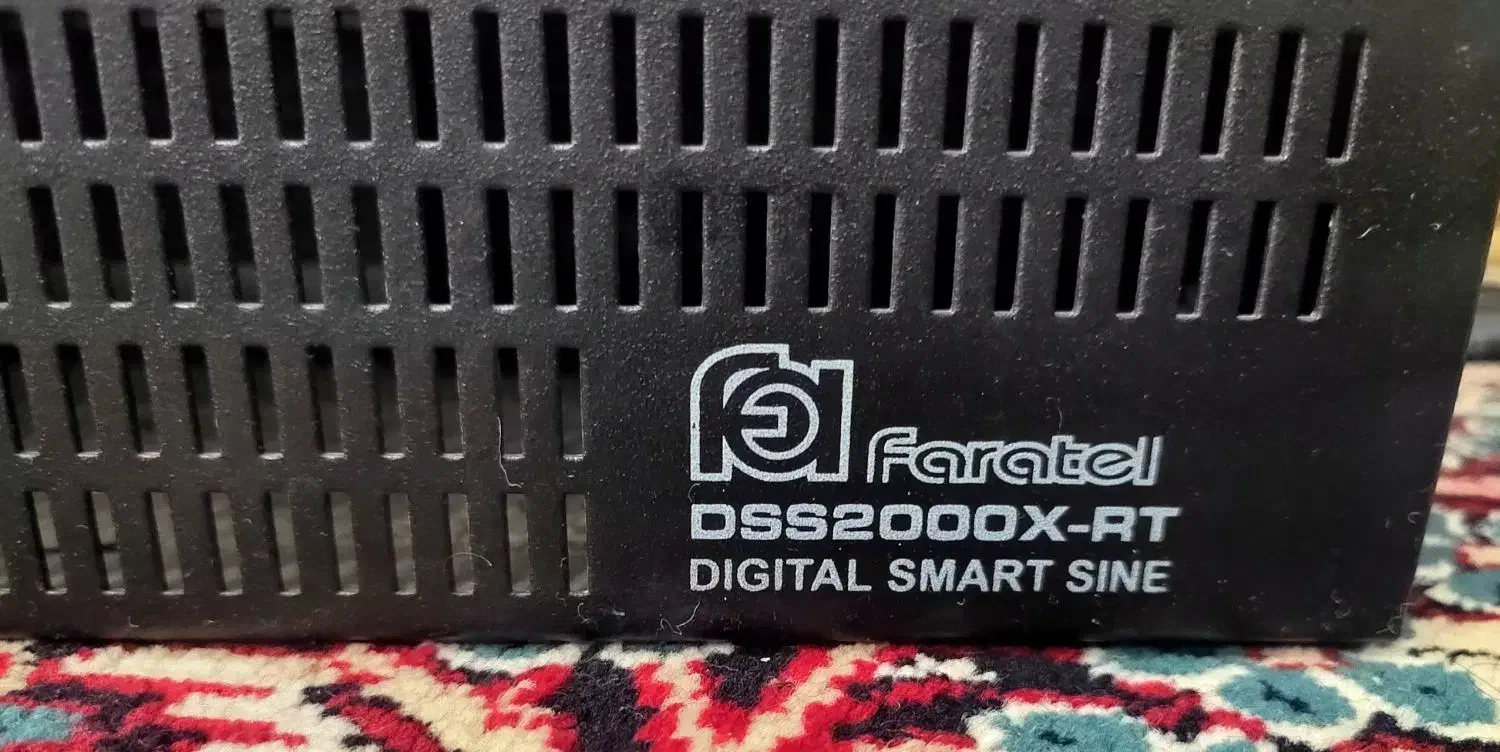 faratel
DSS2000X-RT
DIGITAL SMART SINE